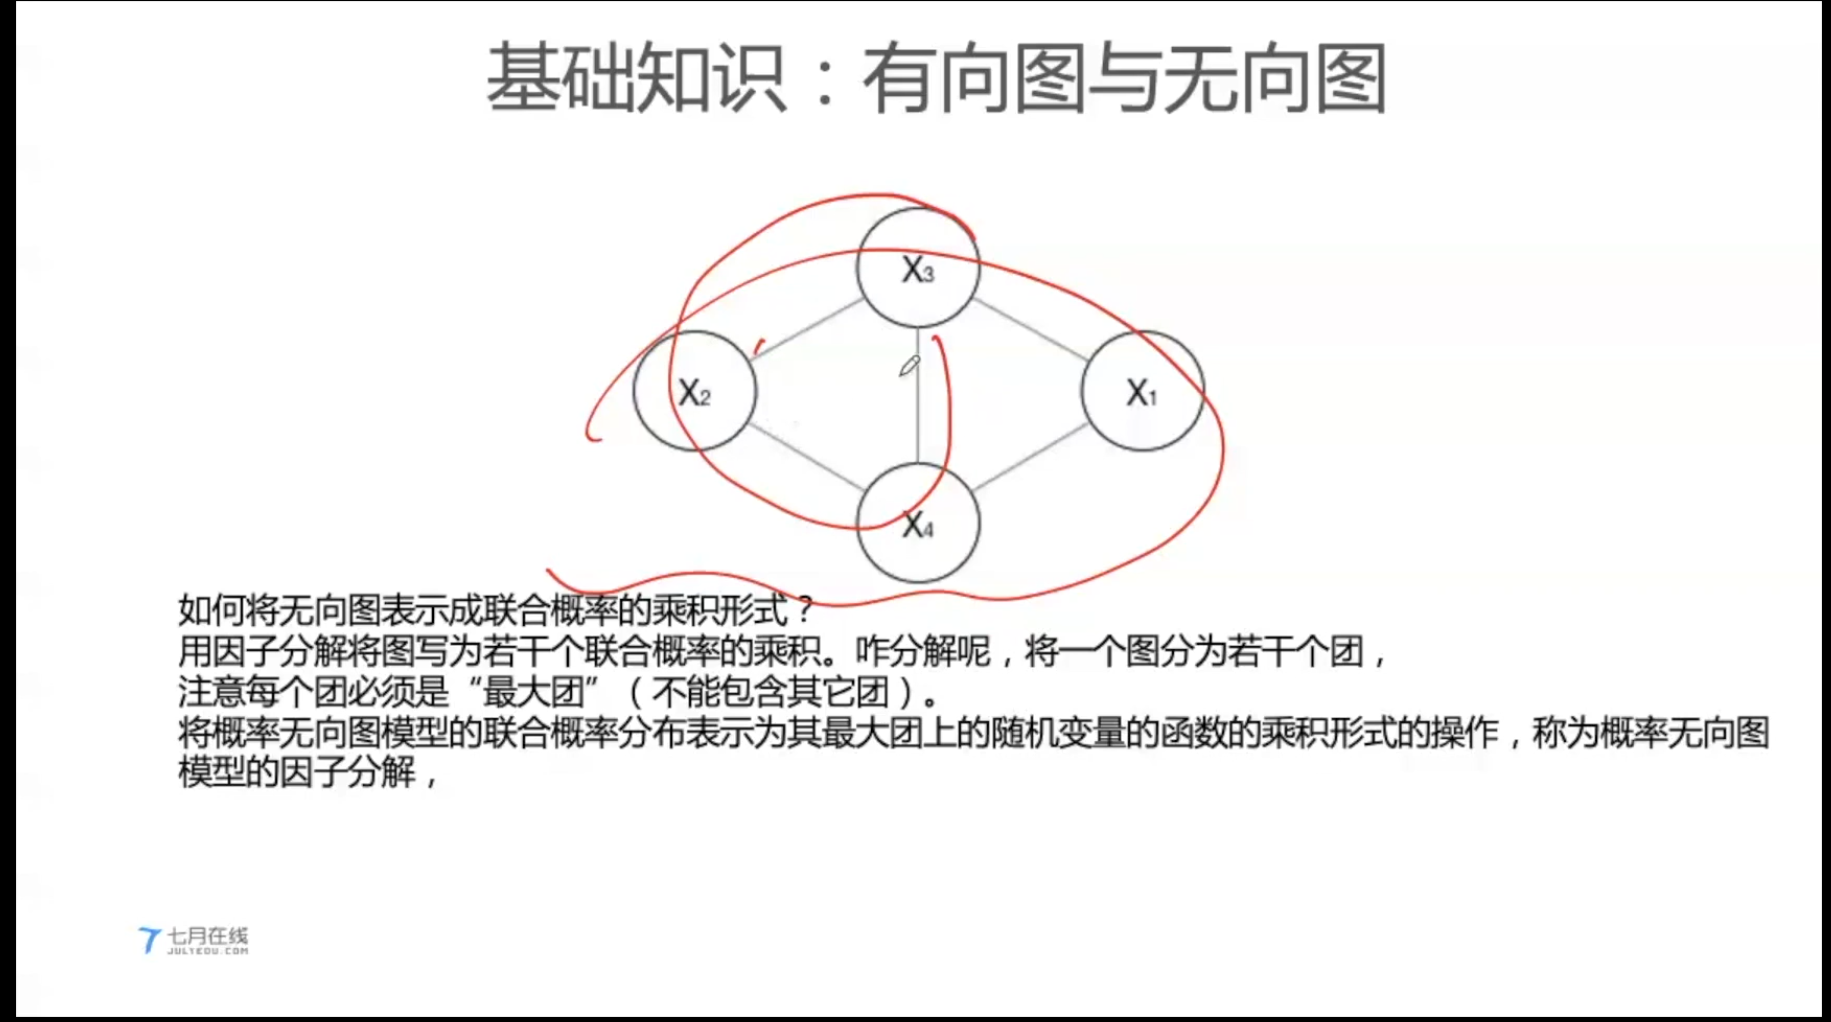 基础知识：有向图与无向图
X3
X2
X1
X4
如何将无向图表示成联合概率的乘积形式？
用因子分解将图写为若干个联合概率的乘积。咋分解呢，将一个图分为若干个团，
注意每个团必须是“最大团”（不能包含其它团）。
将概率无向图模型的联合概率分布表示为其最大团上的随机变量的函数的乘积形式的操作，称为概率无向图
模型的因子分解，
七月在线
JULYEDU.COM